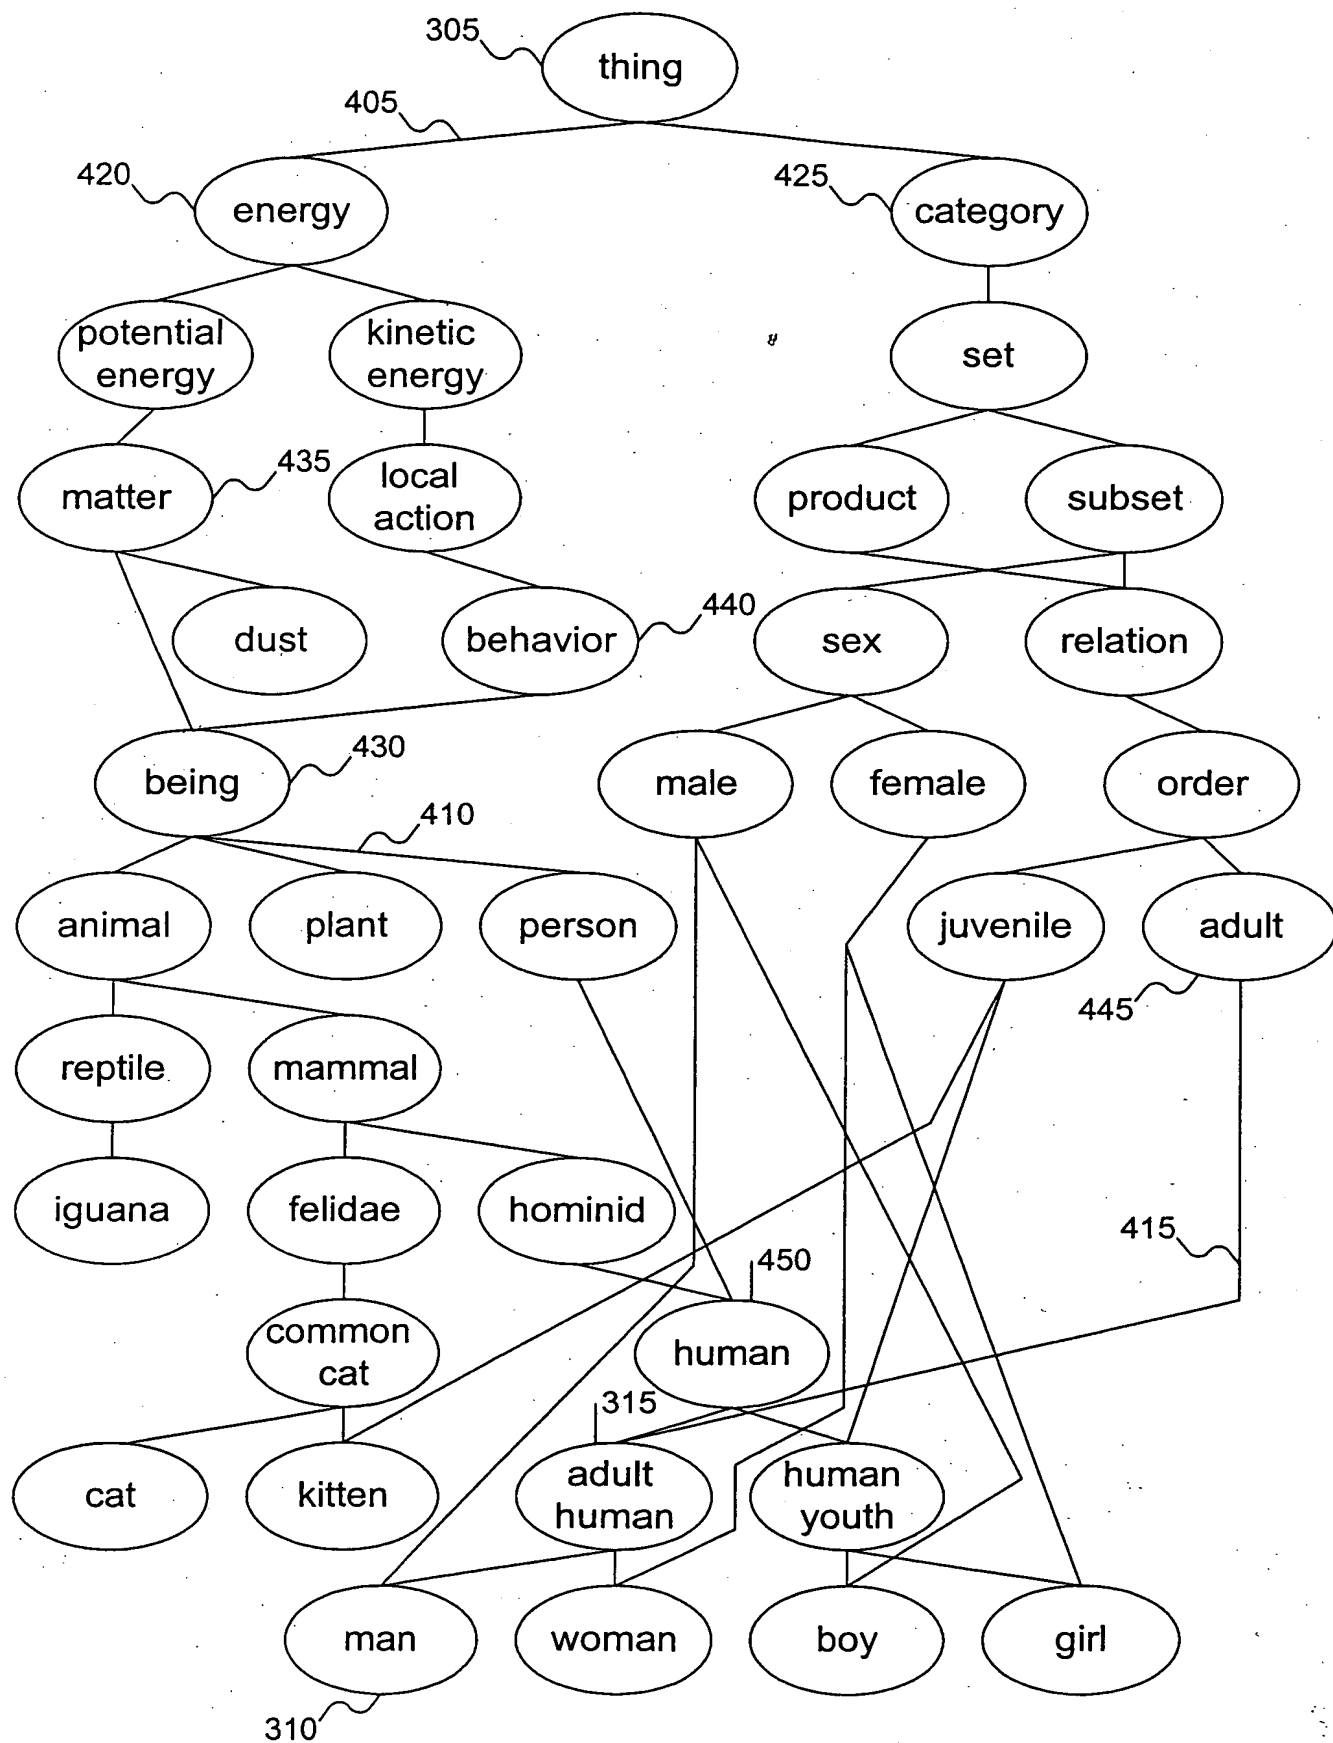 305
thing
405
420
energy
425
category
potential
energy
kinetic
energy
set
matter
435
local
action
product
subset
dust
behavior
440
sex
relation
being
430
male
female
order
410
animal
plant
person
juvenile
adult
445
reptile
mammal
iguana
felidae
hominid
415
450
common
cat
human
315
cat
kitten
adult
human
human
youth
man
woman
boy
girl
310